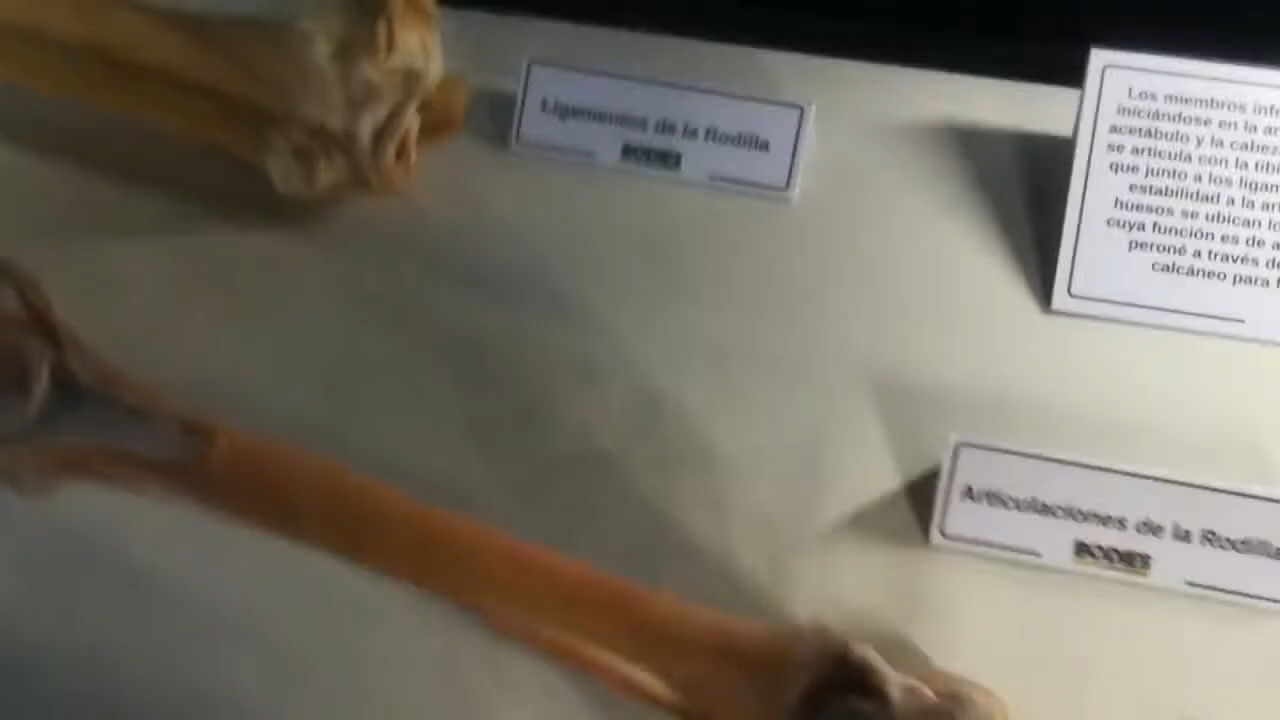 Ligamentos de la Rodilla
BODIES
Los miembros infe
iniciándose en la ar
acetábulo y la cabez
se articula con la tibi
que junto a los ligan
estabilidad a la art
huesos se ubican lo
cuya función es de a
peroné a través de
calcáneo para f
Articulaciones de la Rodilla
BODIES